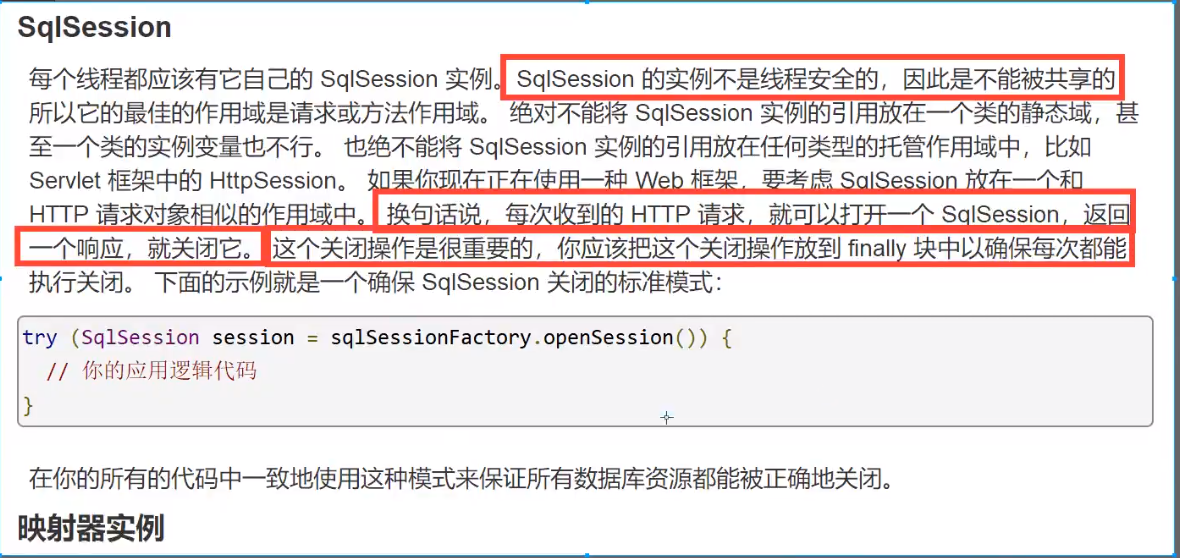 SqlSession
每个线程都应该有它自己的 SqlSession 实例。SqlSession 的实例不是线程安全的，因此是不能被共享的
所以它的最佳的作用域是请求或方法作用域。 绝对不能将 SqlSession 实例的引用放在一个类的静态域，甚
至一个类的实例变量也不行。 也绝不能将 SqlSession 实例的引用放在任何类型的托管作用域中，比如
Servlet 框架中的 HttpSession。 如果你现在正在使用一种 Web 框架，要考虑 SqlSession 放在一个和
HTTP 请求对象相似的作用域中。 换句话说，每次收到的 HTTP 请求，就可以打开一个 SqlSession，返回
一个响应，就关闭它。 这个关闭操作是很重要的，你应该把这个关闭操作放到 finally 块中以确保每次都能
执行关闭。 下面的示例就是一个确保 SqlSession 关闭的标准模式：
try (SqlSession session = sqlSessionFactory.openSession()) {
// 你的应用逻辑代码
}
在你的所有的代码中一致地使用这种模式来保证所有数据库资源都能被正确地关闭。
映射器实例